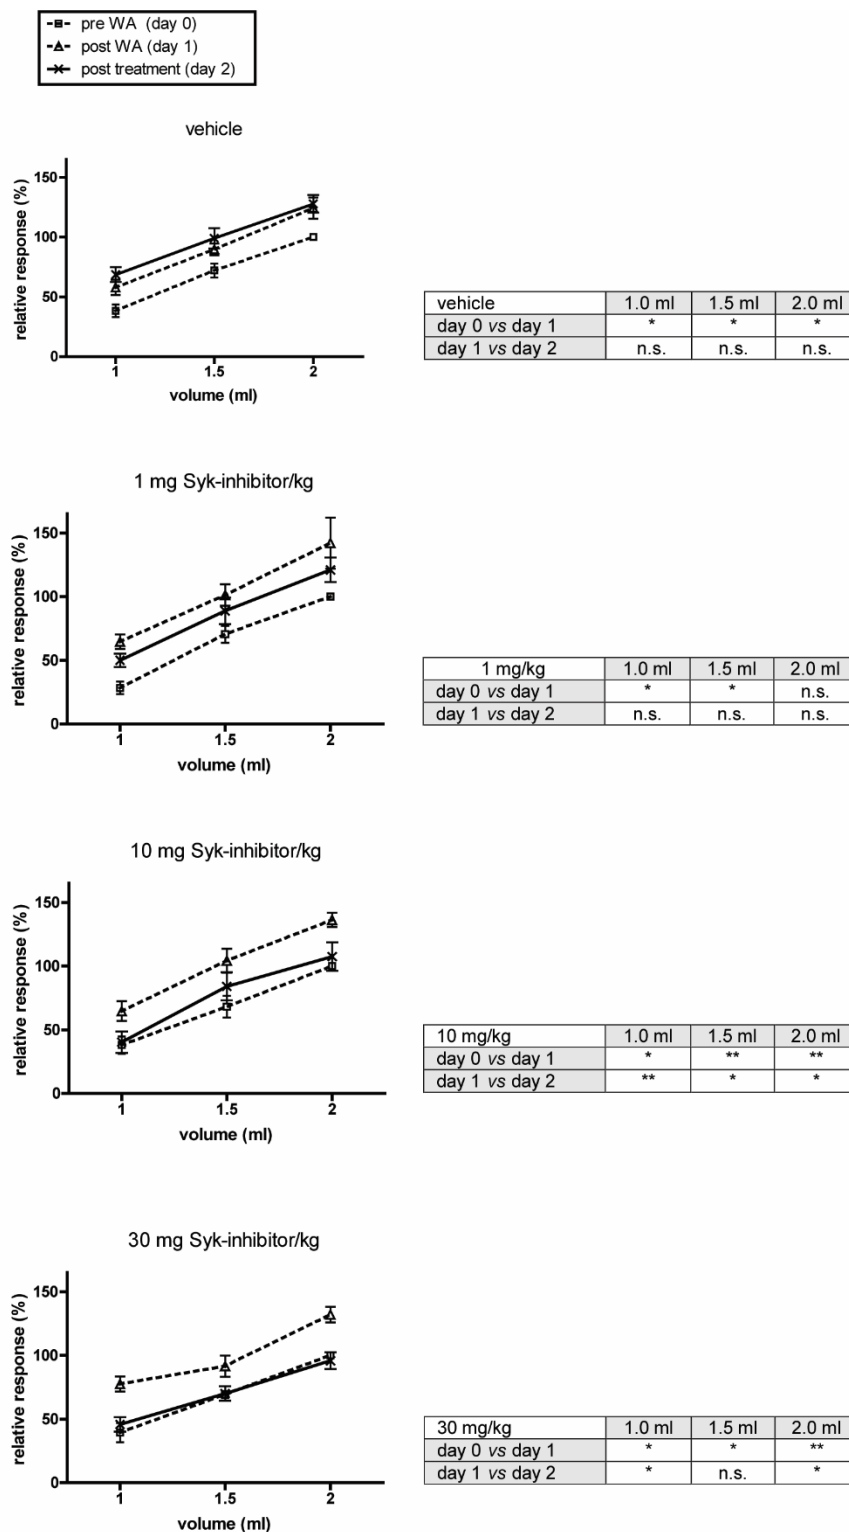 pre WA (day 0)
post WA (day 1)
post treatment (day 2)
vehicle
relative response (%)
150
100
50
0
1 1.5 2
volume (ml)
vehicle 1.0 ml 1.5 ml 2.0 ml
day 0 vs day 1 * * *
day 1 vs day 2 n.s. n.s. n.s.
1 mg Syk-inhibitor/kg
relative response (%)
150
100
50
0
1 1.5 2
volume (ml)
1 mg/kg 1.0 ml 1.5 ml 2.0 ml
day 0 vs day 1 * * n.s.
day 1 vs day 2 n.s. n.s. n.s.
10 mg Syk-inhibitor/kg
relative response (%)
150
100
50
0
1 1.5 2
volume (ml)
10 mg/kg 1.0 ml 1.5 ml 2.0 ml
day 0 vs day 1 * ** **
day 1 vs day 2 ** * *
30 mg Syk-inhibitor/kg
relative response (%)
150
100
50
0
1 1.5 2
volume (ml)
30 mg/kg 1.0 ml 1.5 ml 2.0 ml
day 0 vs day 1 * * **
day 1 vs day 2 * n.s. *